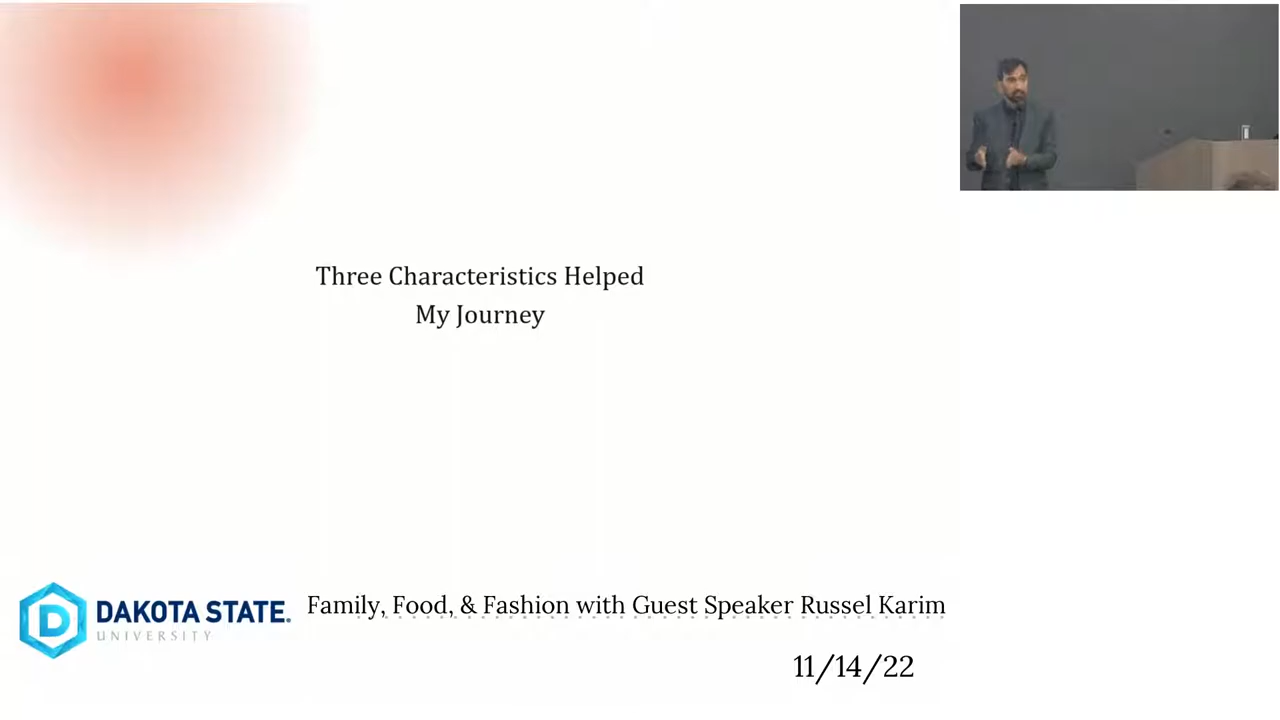 Three Characteristics Helped
My Journey
DAKOTA STATE.
UNIVERSITY
Family, Food, & Fashion with Guest Speaker Russel Karim
11/14/22